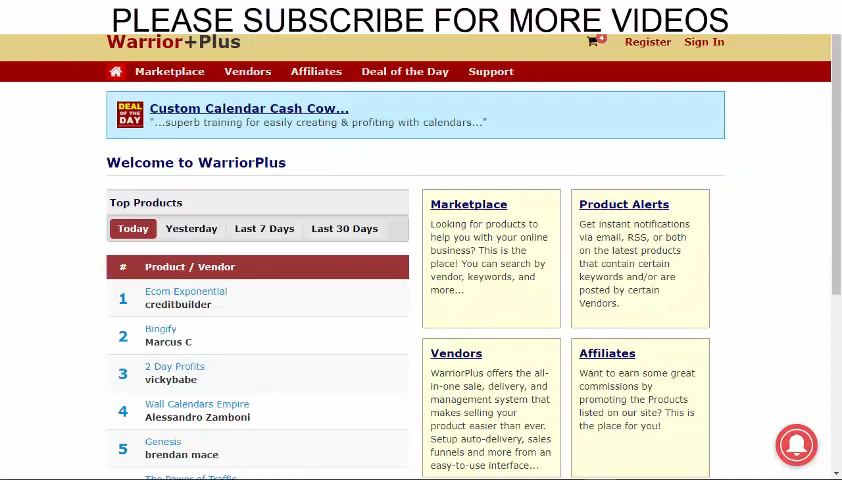 PLEASE SUBSCRIBE FOR MORE VIDEOS
Warrior+Plus
4
Register
Sign In
Marketplace
Vendors
Affiliates
Deal of the Day
Support
DEAL
OF THE
DAY
Custom Calendar Cash Cow...
"...superb training for easily creating & profiting with calendars..."
Welcome to WarriorPlus
Top Products
Today
Yesterday
Last 7 Days
Last 30 Days
# Product / Vendor
1 Ecom Exponential
creditbuilder
2 Bingify
Marcus C
3 2 Day Profits
vickybabe
4 Wall Calendars Empire
Alessandro Zamboni
5 Genesis
brendan mace
The Power of Traffic
Marketplace
Looking for products to
help you with your online
business? This is the
place! You can search by
vendor, keywords, and
more...
Product Alerts
Get instant notifications
via email, RSS, or both
on the latest products
that contain certain
keywords and/or are
posted by certain
Vendors.
Vendors
WarriorPlus offers the all-
in-one sale, delivery, and
management system that
makes selling your
product easier than ever.
Setup auto-delivery, sales
funnels and more from an
easy-to-use interface...
Affiliates
Want to earn some great
commissions by
promoting the Products
listed on our site? This is
the place for you!